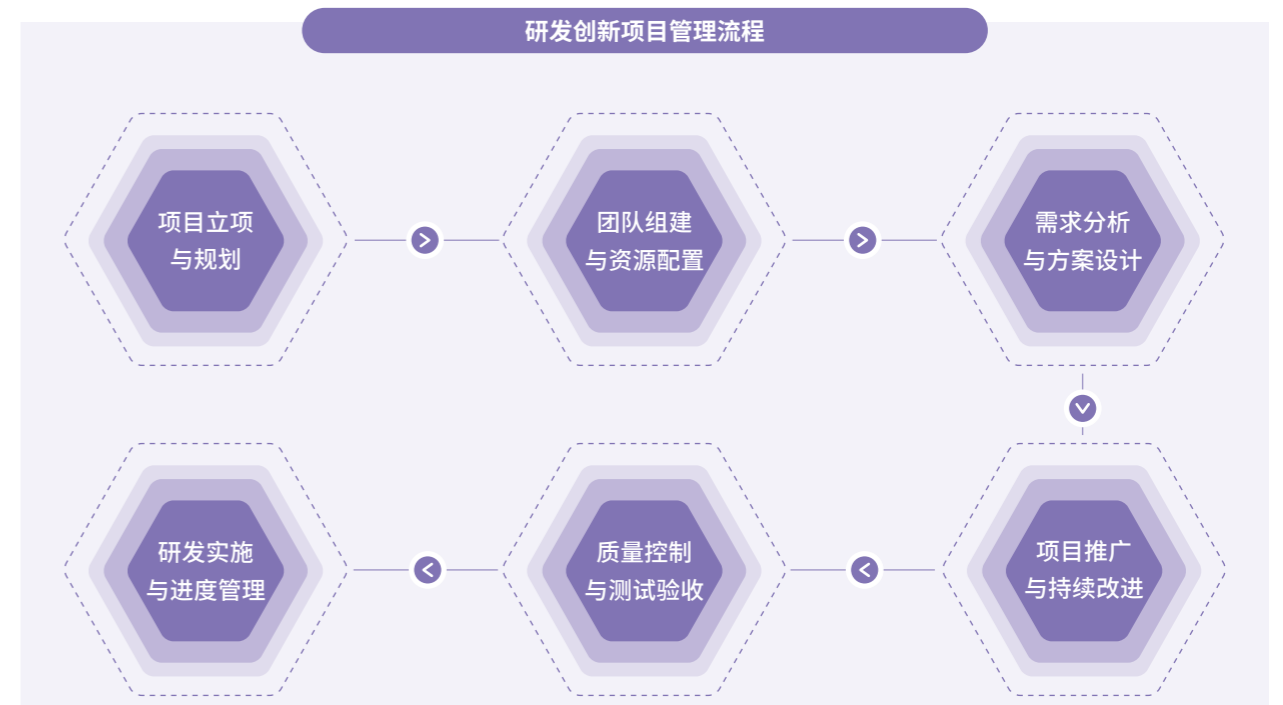 研发创新项目管理流程
项目立项
与规划
团队组建
与资源配置
需求分析
与方案设计
研发实施
与进度管理
质量控制
与测试验收
项目推广
与持续改进